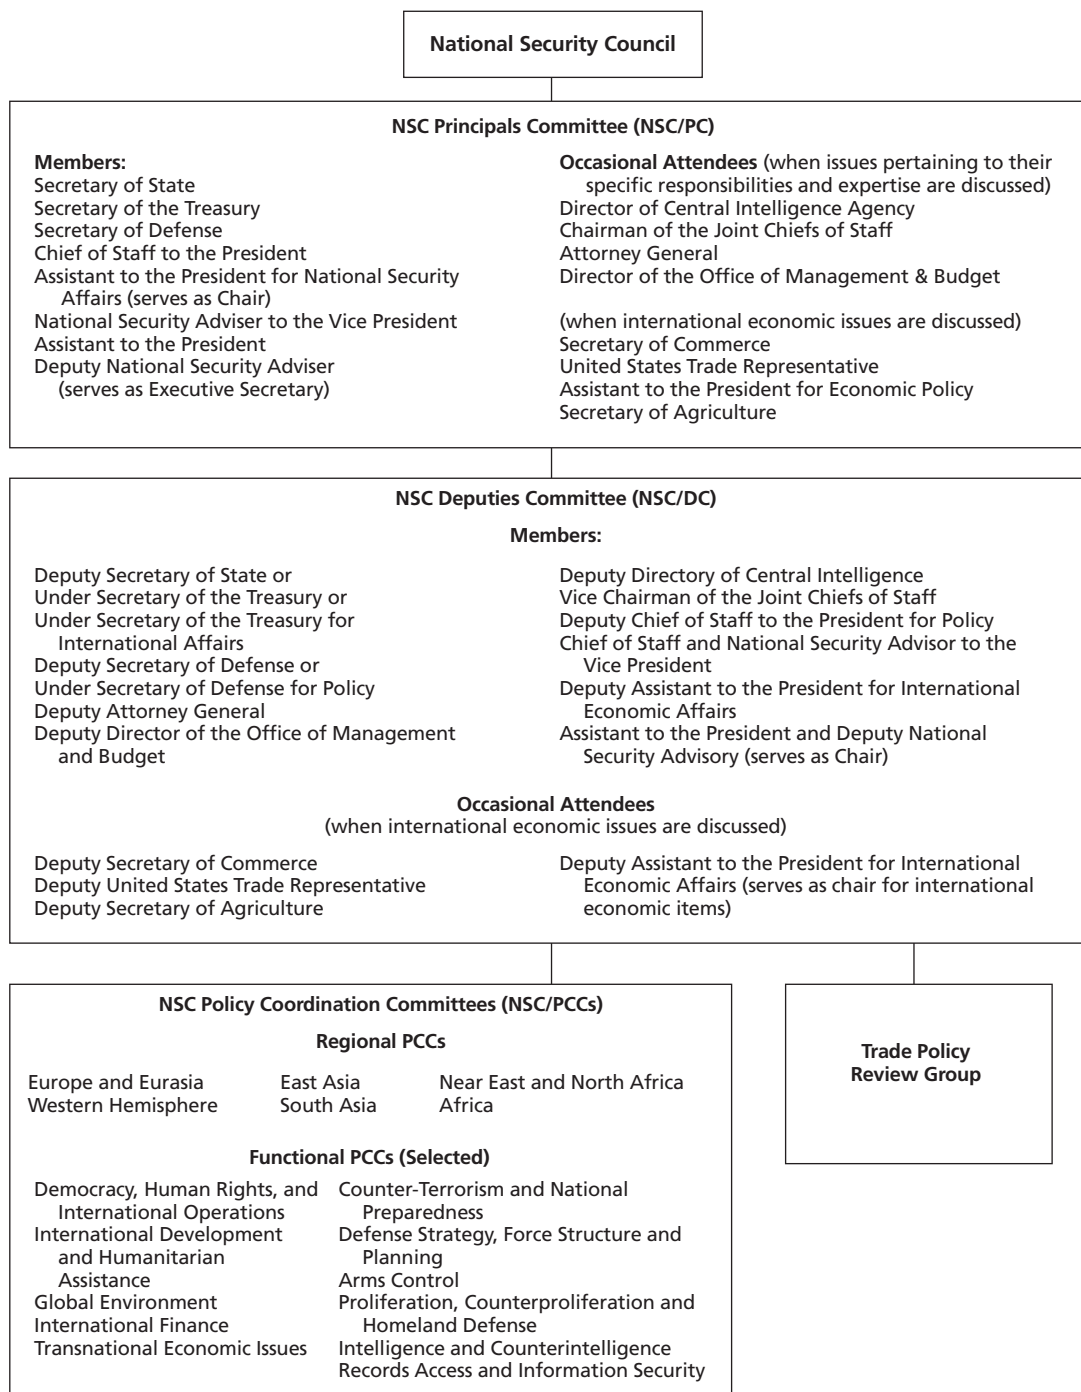 National Security Council
NSC Principals Committee (NSC/PC)
Members:
Secretary of State
Secretary of the Treasury
Secretary of Defense
Chief of Staff to the President
Assistant to the President for National Security
Affairs (serves as Chair)
National Security Adviser to the Vice President
Assistant to the President
Deputy National Security Adviser
(serves as Executive Secretary)
Occasional Attendees (when issues pertaining to their
specific responsibilities and expertise are discussed)
Director of Central Intelligence Agency
Chairman of the Joint Chiefs of Staff
Attorney General
Director of the Office of Management & Budget
(when international economic issues are discussed)
Secretary of Commerce
United States Trade Representative
Assistant to the President for Economic Policy
Secretary of Agriculture
NSC Deputies Committee (NSC/DC)
Members:
Deputy Secretary of State or
Under Secretary of the Treasury or
Under Secretary of the Treasury for
International Affairs
Deputy Secretary of Defense or
Under Secretary of Defense for Policy
Deputy Attorney General
Deputy Director of the Office of Management
and Budget
Deputy Directory of Central Intelligence
Vice Chairman of the Joint Chiefs of Staff
Deputy Chief of Staff to the President for Policy
Chief of Staff and National Security Advisor to the
Vice President
Deputy Assistant to the President for International
Economic Affairs
Assistant to the President and Deputy National
Security Advisory (serves as Chair)
Occasional Attendees
(when international economic issues are discussed)
Deputy Secretary of Commerce
Deputy United States Trade Representative
Deputy Secretary of Agriculture
Deputy Assistant to the President for International
Economic Affairs (serves as chair for international
economic items)
NSC Policy Coordination Committees (NSC/PCCs)
Regional PCCs
Europe and Eurasia
Western Hemisphere
East Asia
South Asia
Near East and North Africa
Africa
Functional PCCs (Selected)
Democracy, Human Rights, and
International Operations
International Development
and Humanitarian
Assistance
Global Environment
International Finance
Transnational Economic Issues
Counter-Terrorism and National
Preparedness
Defense Strategy, Force Structure and
Planning
Arms Control
Proliferation, Counterproliferation and
Homeland Defense
Intelligence and Counterintelligence
Records Access and Information Security
Trade Policy
Review Group